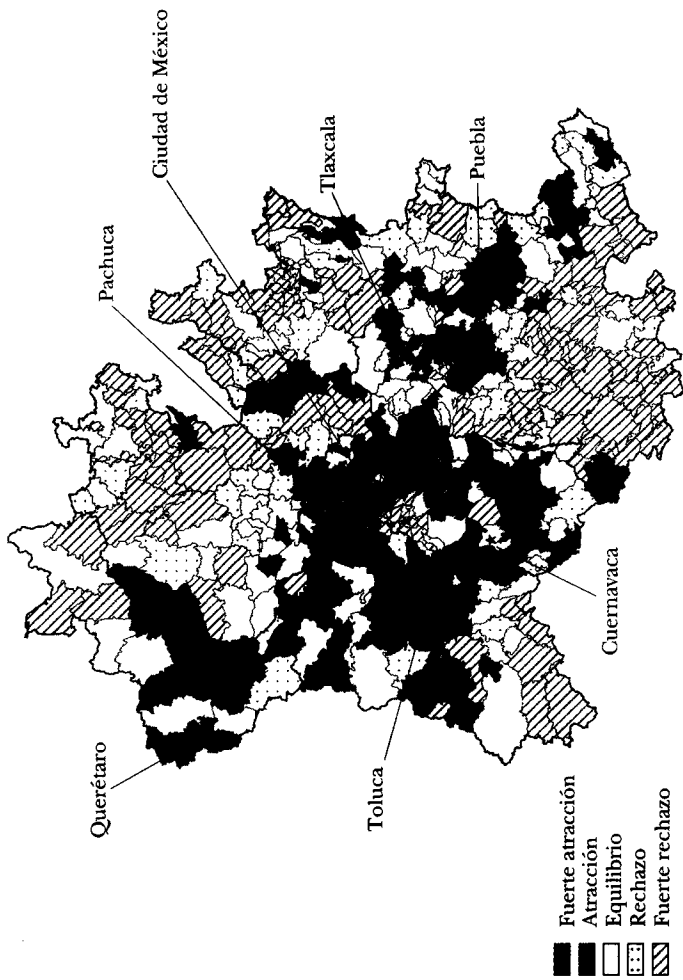 Querétaro
Pachuca
Ciudad de México
Tlaxcala
Puebla
Toluca
Cuernavaca
Fuerte atracción
Atracción
Equilibrio
Rechazo
Fuerte rechazo